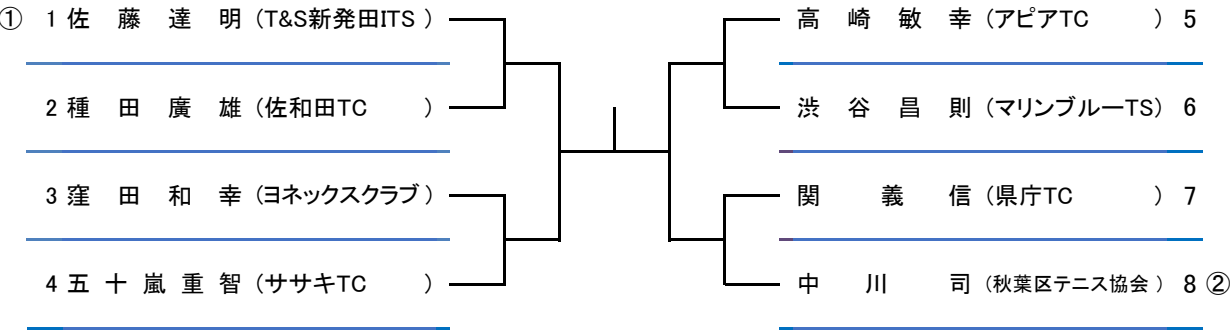 ① 1 佐 藤 達 明 (T&S新発田ITS )
2 種 田 廣 雄 (佐和田TC )
3 窪 田 和 幸 (ヨネックスクラブ )
4 五 十 嵐 重 智 (ササキTC )
高 崎 敏 幸 (アピアTC ) 5
渋 谷 昌 則 (マリンブルーTS) 6
関 義 信 (県庁TC ) 7
中 川 司 (秋葉区テニス協会 ) 8 ②